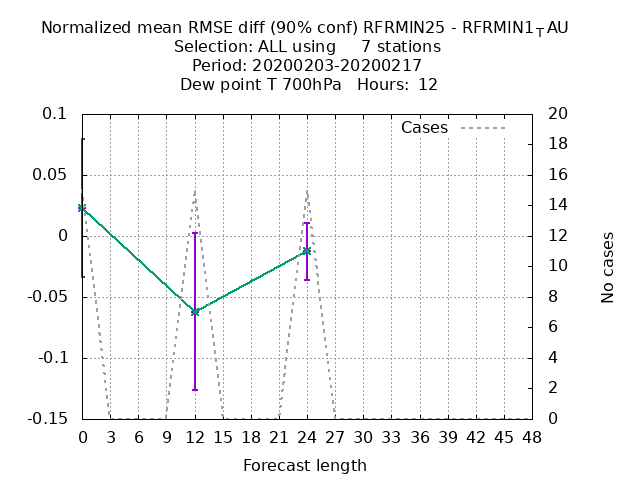 Normalized mean RMSE diff (90% conf) RFRMIN25 - RFRMIN1_TAU
Selection: ALL using 7 stations
Period: 20200203-20200217
Dew point T 700hPa Hours: 12
Cases
0.1
0.05
0
-0.05
-0.1
-0.15
20
18
16
14
12
10
8
6
4
2
0
No cases
0 3 6 9 12 15 18 21 24 27 30 33 36 39 42 45 48
Forecast length